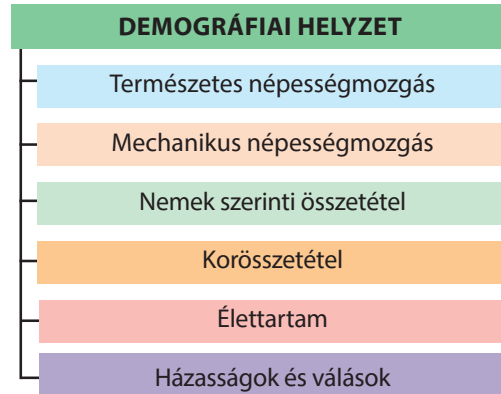 DEMOGRÁFIAI HELYZET
Természetes népességmozgás
Mechanikus népességmozgás
Nemek szerinti összetétel
Korösszetétel
Élettartam
Házasságok és válások